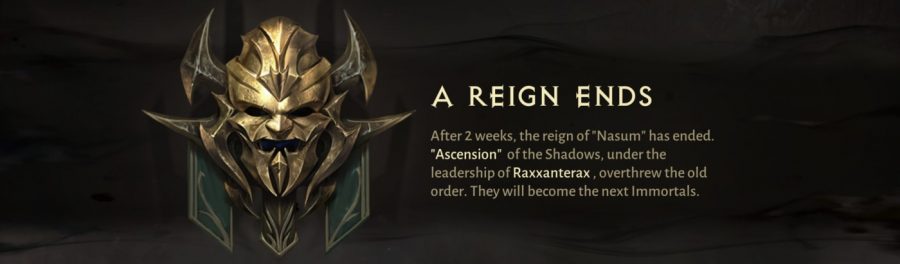 A REIGN ENDS
After 2 weeks, the reign of "Nasum" has ended.
"Ascension" of the Shadows, under the
leadership of Raxxanterax , overthrew the old
order. They will become the next Immortals.